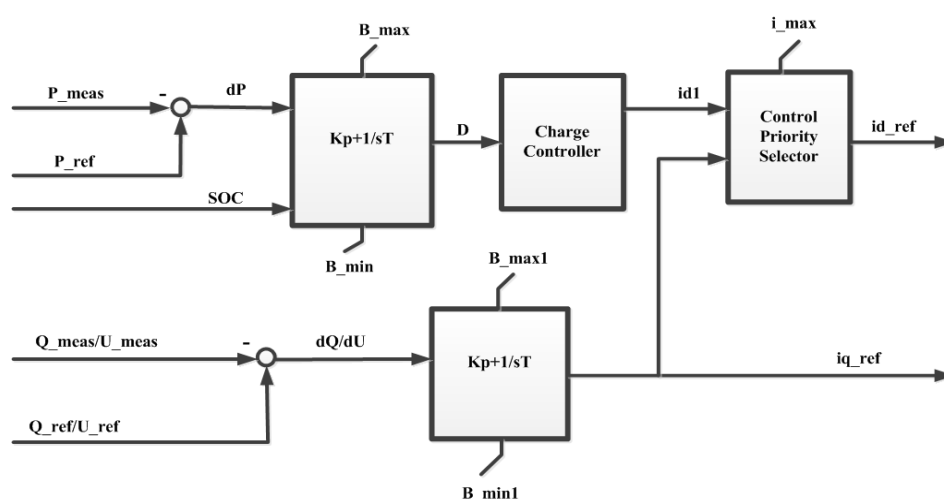 B_max
i_max
P_meas
-
dP
Kp+1/sT
D
Charge
Controller
id1
Control
Priority
Selector
id_ref
P_ref
SOC
B_min
B_max1
Q_meas/U_meas
-
dQ/dU
Kp+1/sT
iq_ref
Q_ref/U_ref
B_min1